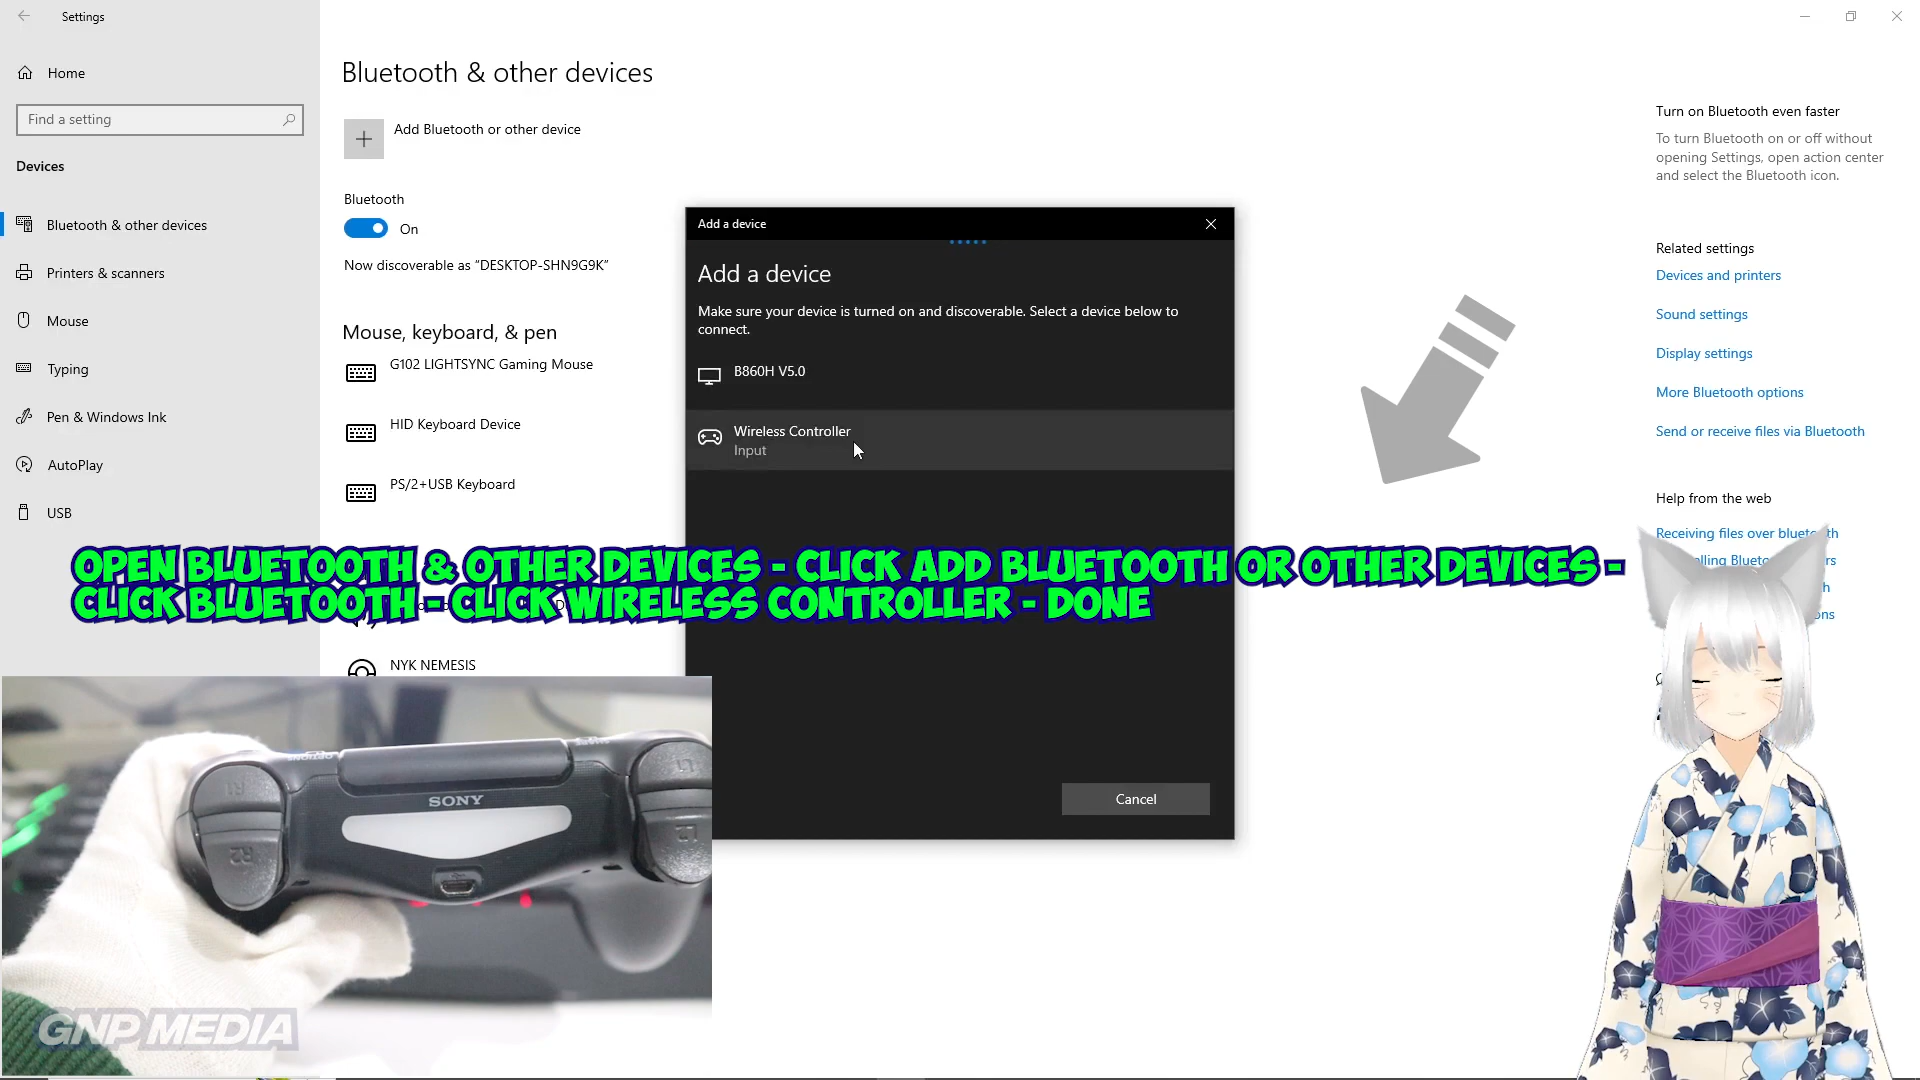 Settings
Home
Find a setting
Devices
Bluetooth & other devices
Printers & scanners
Mouse
Typing
Pen & Windows Ink
AutoPlay
USB
Bluetooth & other devices
Add Bluetooth or other device
Bluetooth
On
Now discoverable as “DESKTOP-SHN9G9K”
Mouse, keyboard, & pen
G102 LIGHTSYNC Gaming Mouse
HID Keyboard Device
PS/2+USB Keyboard
NYK NEMESIS
Add a device
Add a device
Make sure your device is turned on and discoverable. Select a device below to
connect.
B860H V5.0
Wireless Controller
Input
Cancel
Turn on Bluetooth even faster
To turn Bluetooth on or off without
opening Settings, open action center
and select the Bluetooth icon.
Related settings
Devices and printers
Sound settings
Display settings
More Bluetooth options
Send or receive files via Bluetooth
Help from the web
Receiving files over
OPEN BLUETOOTH & OTHER DEVICES - CLICK ADD BLUETOOTH OR OTHER DEVICES -
CLICK BLUETOOTH - CLICK WIRELESS CONTROLLER - DONE
SONY
R1
R2
L1
L2
GNP MEDIA